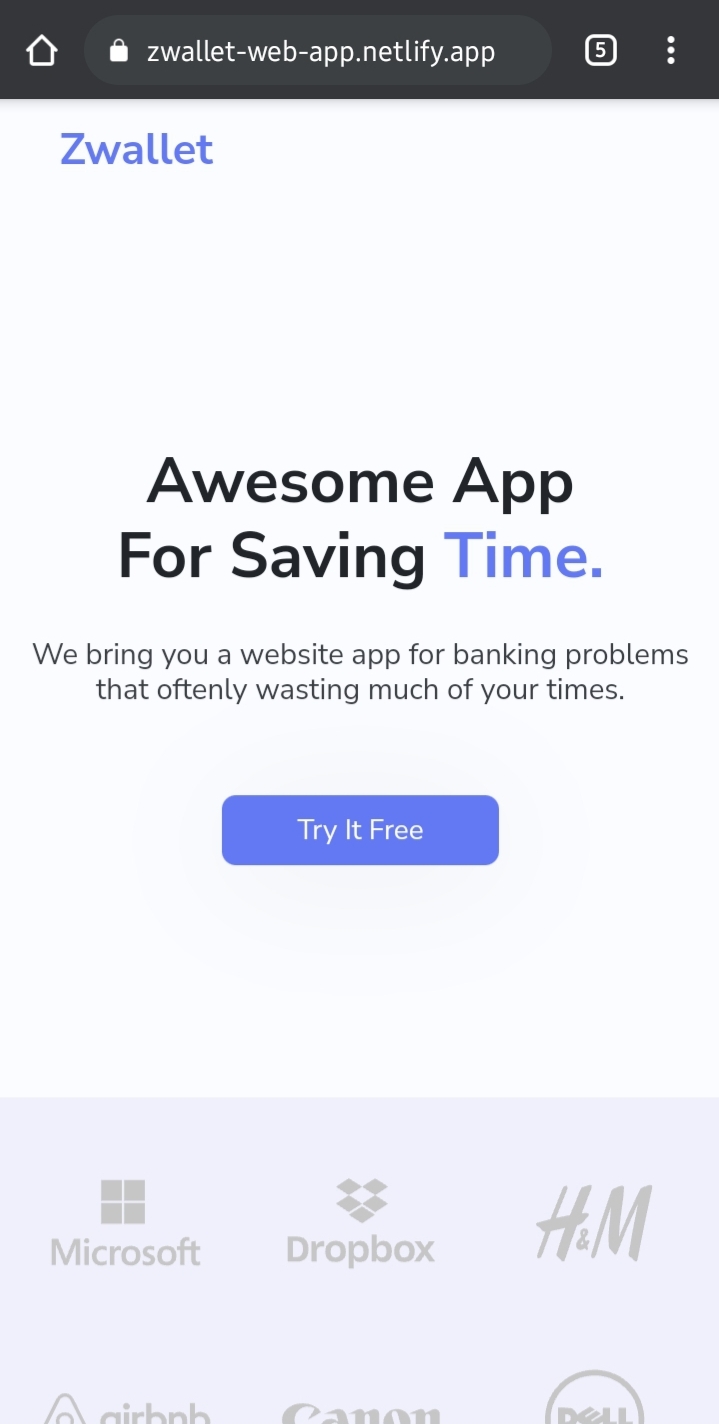 zwallet-web-app.netlify.app
5
Zwallet
Awesome App
For Saving Time.
We bring you a website app for banking problems
that oftenly wasting much of your times.
Try It Free
Microsoft
Dropbox
H&M
airbnb
Canon
DELL